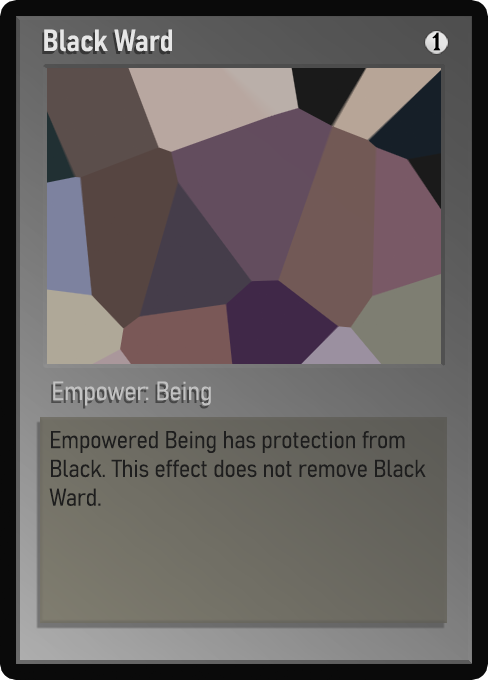 Black Ward
1
Empower: Being
Empowered Being has protection from
Black. This effect does not remove Black
Ward.